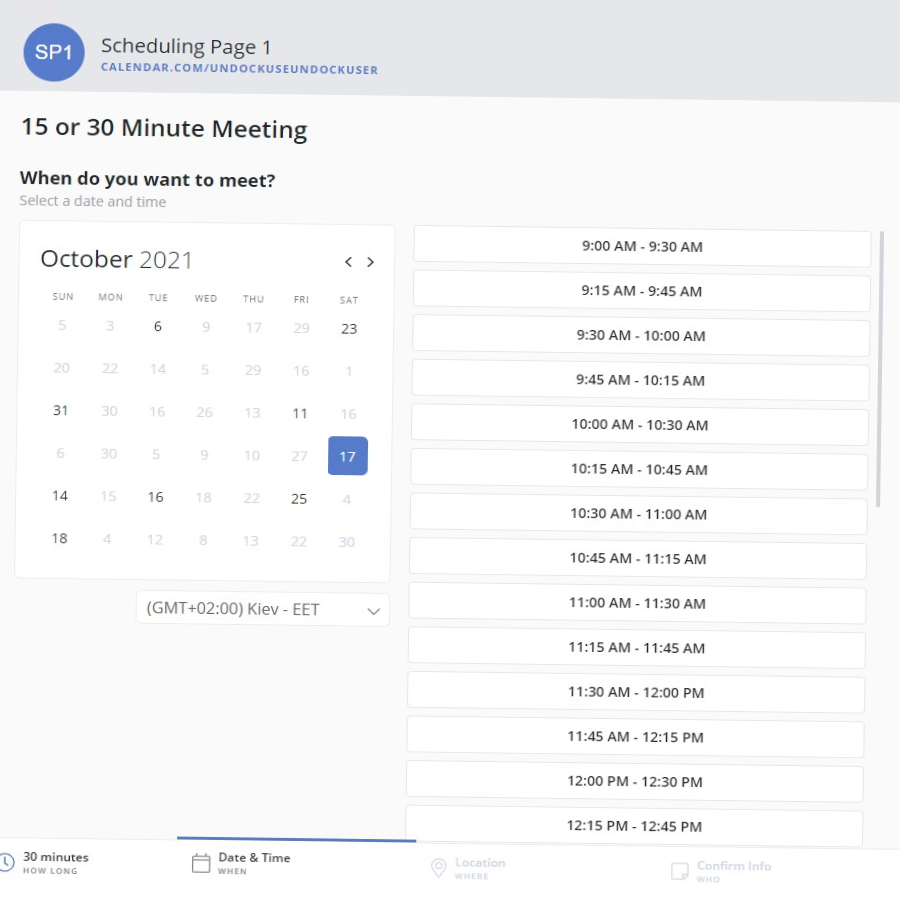 SP1
Scheduling Page 1
CALENDAR.COM/UNDOCKUSEUNDOCKUSER
15 or 30 Minute Meeting
When do you want to meet?
Select a date and time
October 2021
SUN MON TUE WED THU FRI SAT
5 3 6 9 17 29 23
20 22 14 5 29 16 1
31 30 16 26 13 11 16
6 30 5 9 10 27 17
14 15 16 18 22 25 4
18 4 12 8 13 22 30
(GMT+02:00) Kiev - EET
9:00 AM - 9:30 AM
9:15 AM - 9:45 AM
9:30 AM - 10:00 AM
9:45 AM - 10:15 AM
10:00 AM - 10:30 AM
10:15 AM - 10:45 AM
10:30 AM - 11:00 AM
10:45 AM - 11:15 AM
11:00 AM - 11:30 AM
11:15 AM - 11:45 AM
11:30 AM - 12:00 PM
11:45 AM - 12:15 PM
12:00 PM - 12:30 PM
12:15 PM - 12:45 PM
30 minutes
HOW LONG
Date & Time
WHEN
Location
WHERE
Confirm Info
WHO